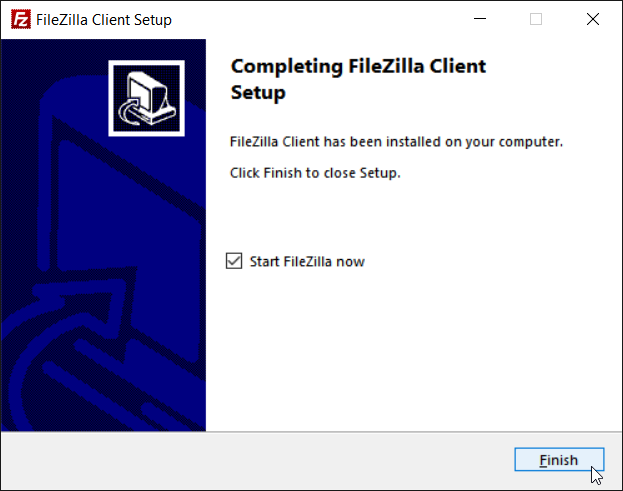 FileZilla Client Setup
Completing FileZilla Client
Setup
FileZilla Client has been installed on your computer.
Click Finish to close Setup.
Start FileZilla now
Finish